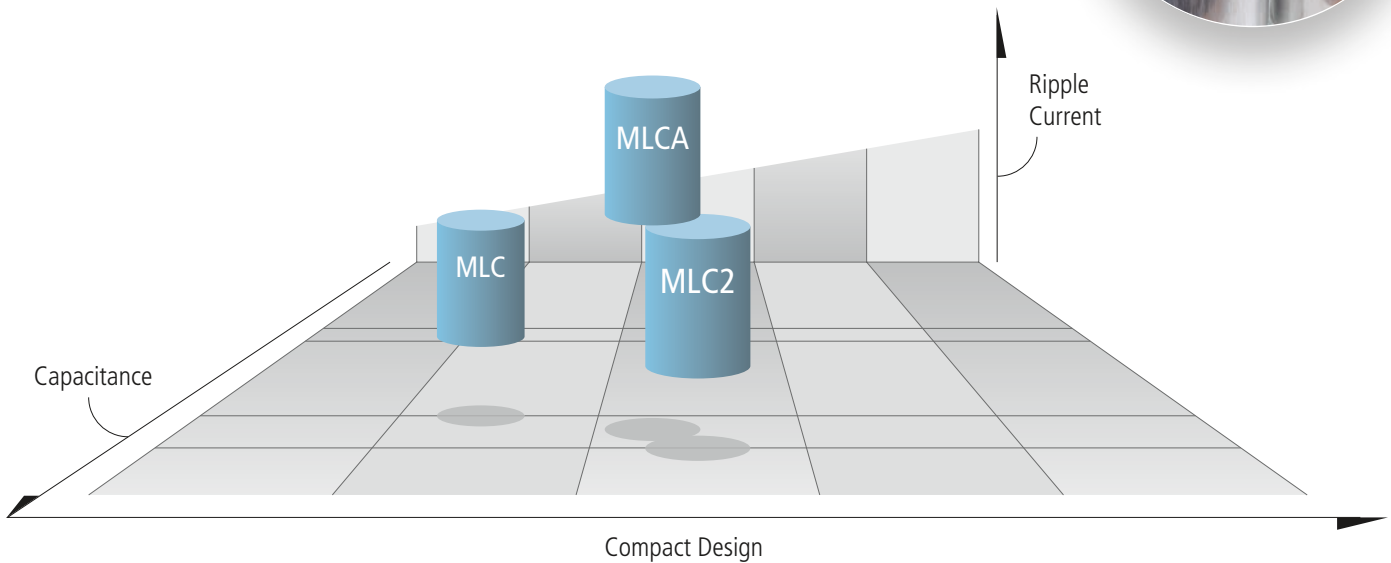 Ripple
Current
MLCA
MLC
MLC2
Capacitance
Compact Design